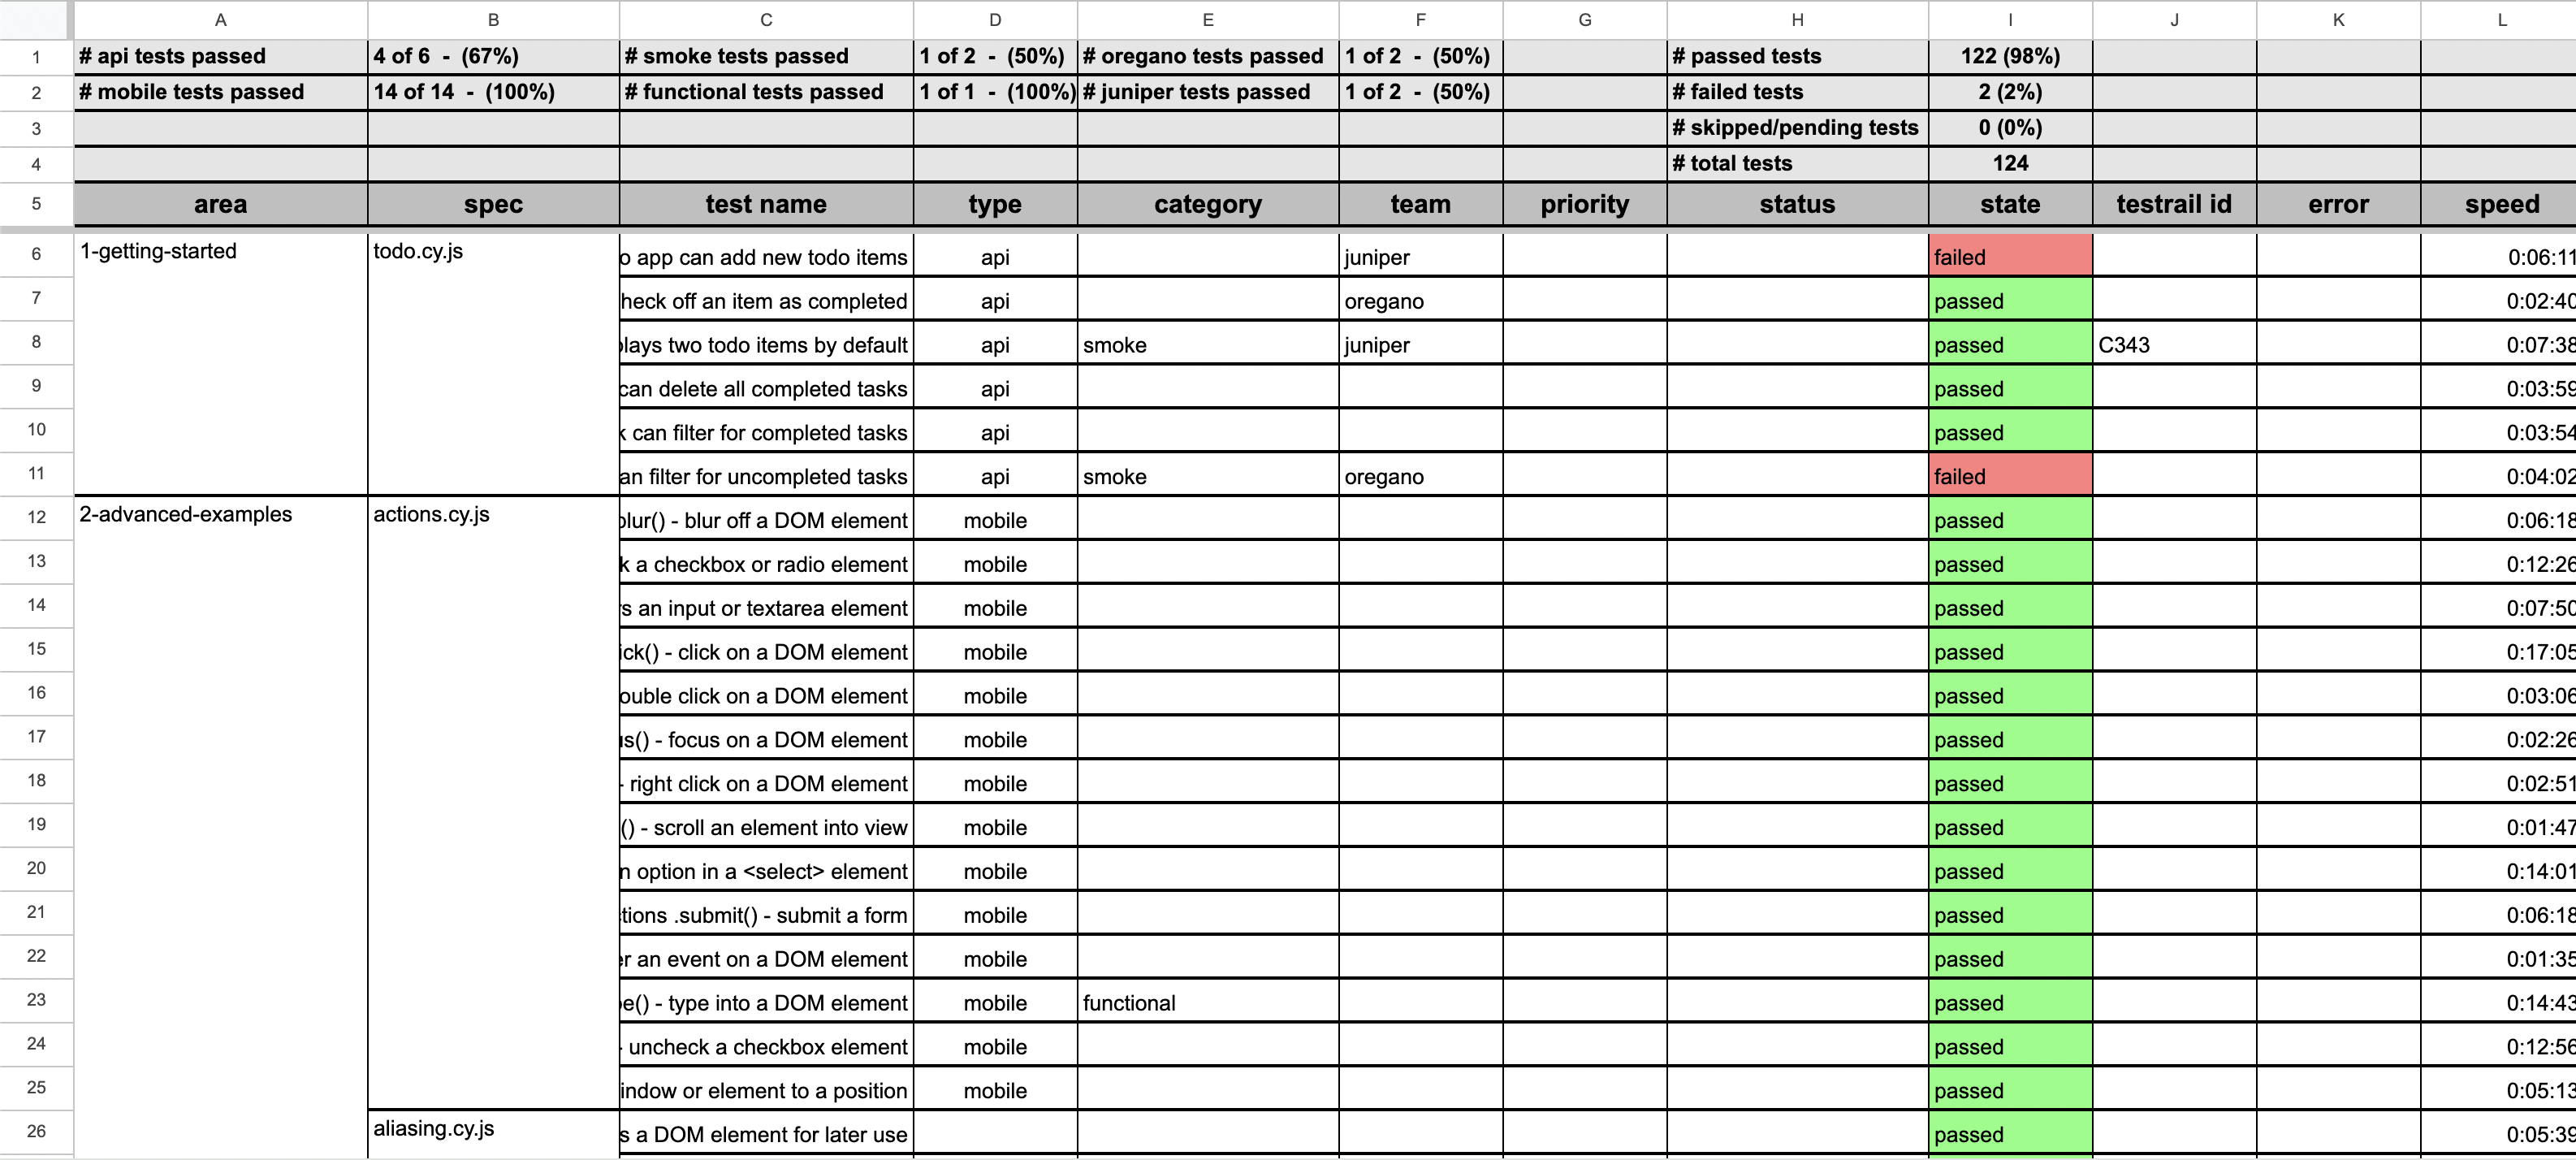 A B C D E F G H I J K L
1 # api tests passed 4 of 6 - (67%) # smoke tests passed 1 of 2 - (50%) # oregano tests passed 1 of 2 - (50%) # passed tests 122 (98%)
2 # mobile tests passed 14 of 14 - (100%) # functional tests passed 1 of 1 - (100%) # juniper tests passed 1 of 2 - (50%) # failed tests 2 (2%)
3 # skipped/pending tests 0 (0%)
4 # total tests 124
5 area spec test name type category team priority status state testrail id error speed
6 1-getting-started todo.cy.js o app can add new todo items api juniper failed 0:06:11
7 heck off an item as completed api oregano passed 0:02:40
8 plays two todo items by default api smoke juniper passed C343 0:07:38
9 can delete all completed tasks api passed 0:03:59
10 k can filter for completed tasks api passed 0:03:54
11 an filter for uncompleted tasks api smoke oregano failed 0:04:02
12 2-advanced-examples actions.cy.js blur() - blur off a DOM element mobile passed 0:06:18
13 k a checkbox or radio element mobile passed 0:12:26
14 rs an input or textarea element mobile passed 0:07:50
15 ick() - click on a DOM element mobile passed 0:17:05
16 ouble click on a DOM element mobile passed 0:03:06
17 us() - focus on a DOM element mobile passed 0:02:26
18 - right click on a DOM element mobile passed 0:02:51
19 () - scroll an element into view mobile passed 0:01:47
20 n option in a <select> element mobile passed 0:14:01
21 ctions .submit() - submit a form mobile passed 0:06:18
22 er an event on a DOM element mobile passed 0:01:35
23 pe() - type into a DOM element mobile functional passed 0:14:43
24 - uncheck a checkbox element mobile passed 0:12:56
25 indow or element to a position mobile passed 0:05:13
26 aliasing.cy.js s a DOM element for later use passed 0:05:39